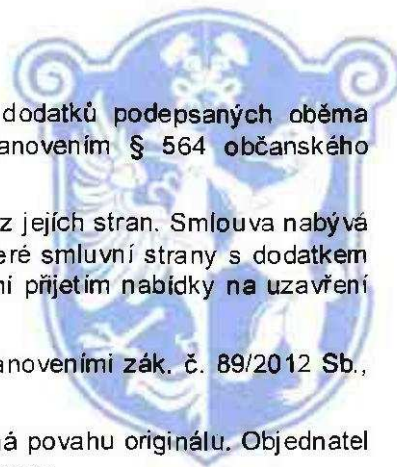 dodatků podepsaných oběma
anovením § 564 občanského
z jejích stran. Smlouva nabývá
eré smluvní strany s dodatkem
ní přijetím nabídky na uzavření
anoveními zák. č. 89/2012 Sb.,
ná povahu originálu. Objednatel